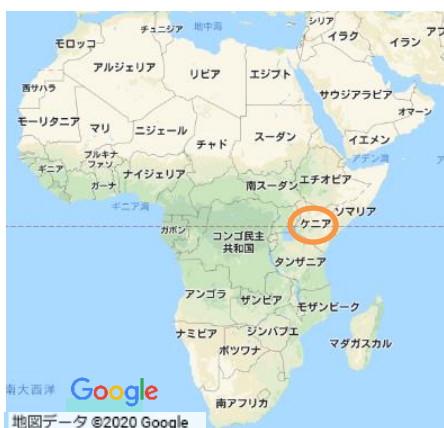 シリア
チュニジア
地中海
アフ
モロッコ
イラク
イラン
アルジェリア
リビア
エジプト
西サハラ
サウジアラビア
オマーン
モーリタニア
マリ
ニジェール
チャド
スーダン
イエメン
アデン湾
ブルキナ
ファソ
ギニア
ナイジェリア
ガーナ
南スーダン
エチオピア
ギニア湾
ソマリア
ケニア
ガボン
コンゴ民主
共和国
タンザニア
アンゴラ
ザンビア
モザンビーク
ナミビア
ジンバブエ
マダガスカル
ボツワナ
南大西洋
Google
南アフリカ
地図データ ©2020 Google